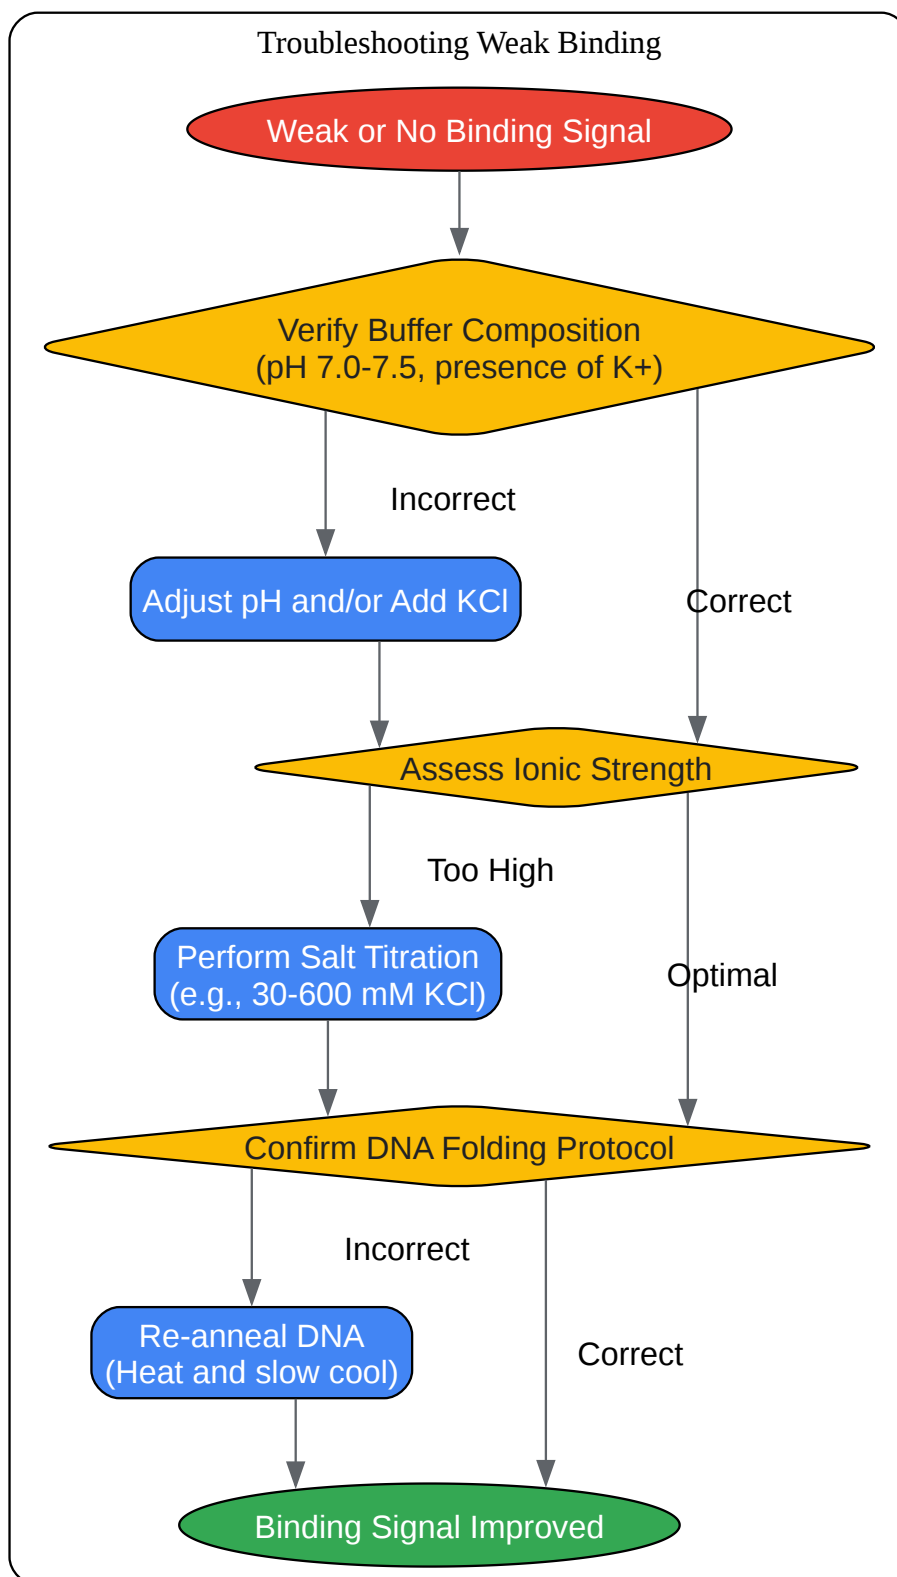 Troubleshooting Weak Binding
Weak or No Binding Signal
Verify Buffer Composition
(pH 7.0-7.5, presence of K+)
Incorrect
Adjust pH and/or Add KCl
Correct
Assess Ionic Strength
Too High
Perform Salt Titration
(e.g., 30-600 mM KCl)
Optimal
Confirm DNA Folding Protocol
Incorrect
Re-anneal DNA
(Heat and slow cool)
Correct
Binding Signal Improved